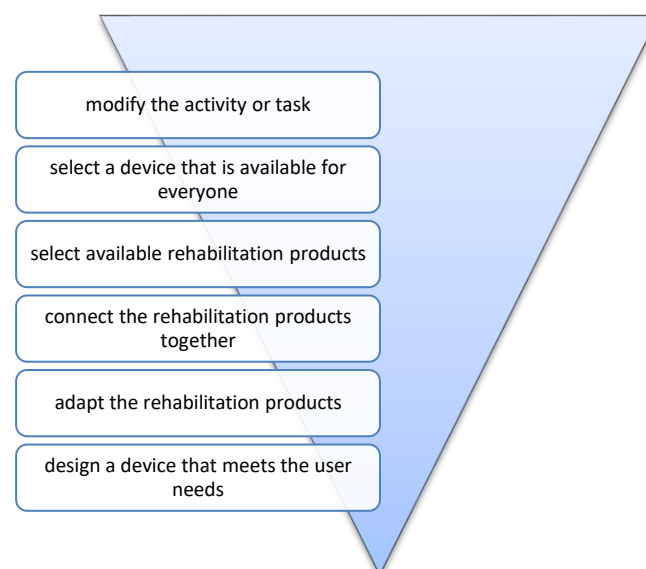 modify the activity or task
select a device that is available for
everyone
select available rehabilitation products
connect the rehabilitation products
together
adapt the rehabilitation products
design a device that meets the user
needs